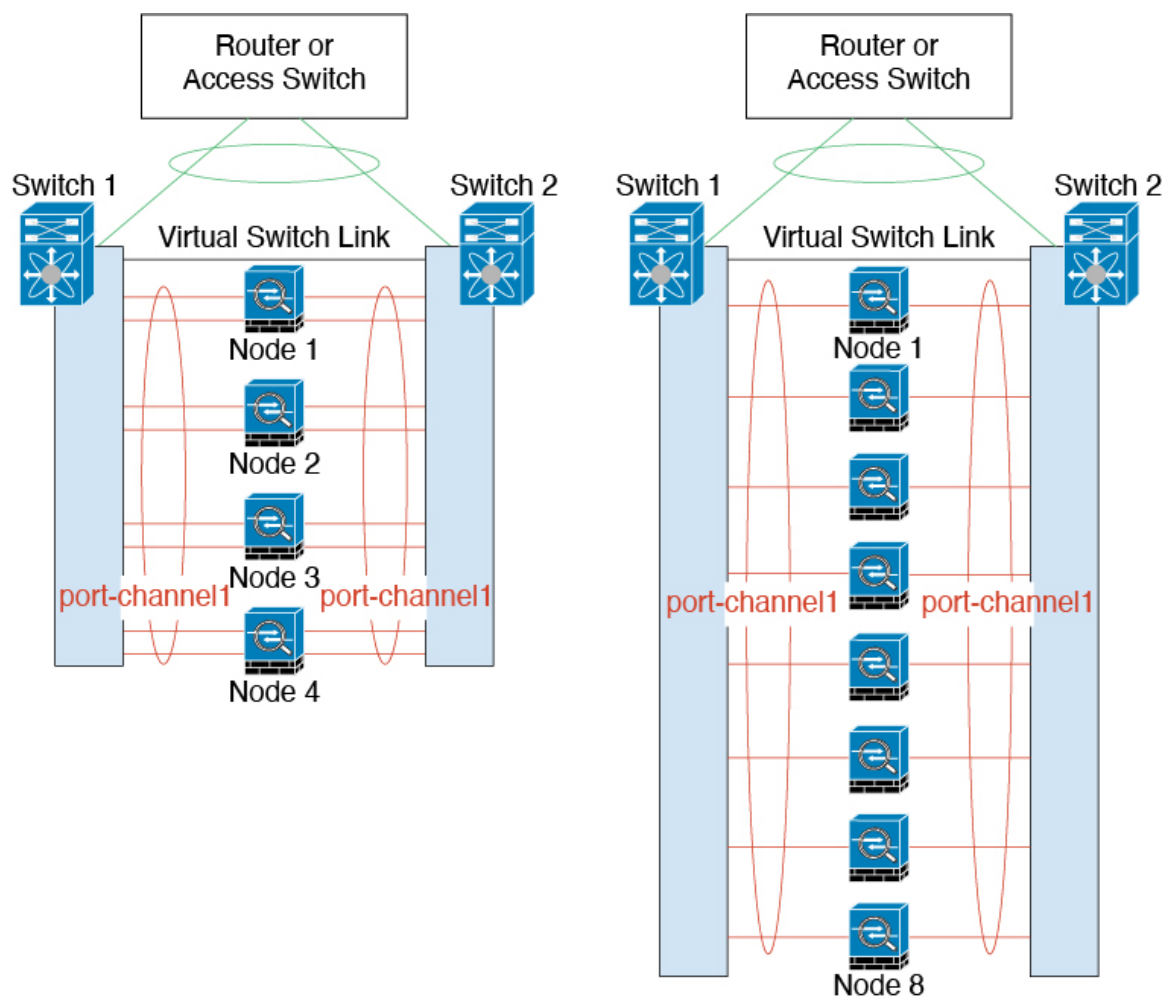 Router or
Access Switch
Switch 1
Switch 2
Virtual Switch Link
Node 1
Node 2
Node 3
port-channel1
port-channel1
Node 4
Router or
Access Switch
Switch 1
Switch 2
Virtual Switch Link
Node 1
port-channel1
port-channel1
Node 8